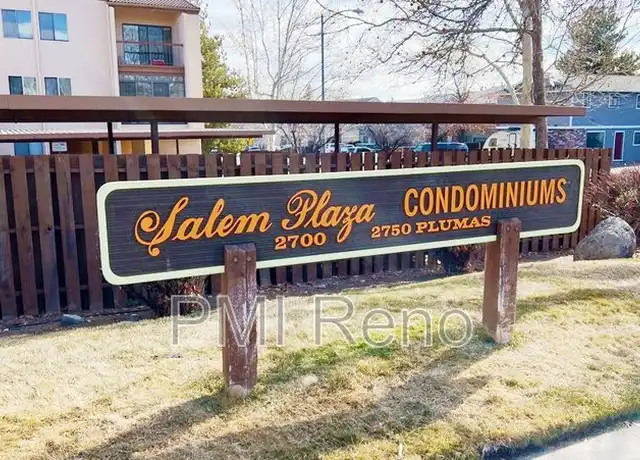 Salem Plaza CONDOMINIUMS
2700 2750 PLUMAS
PMI Reno